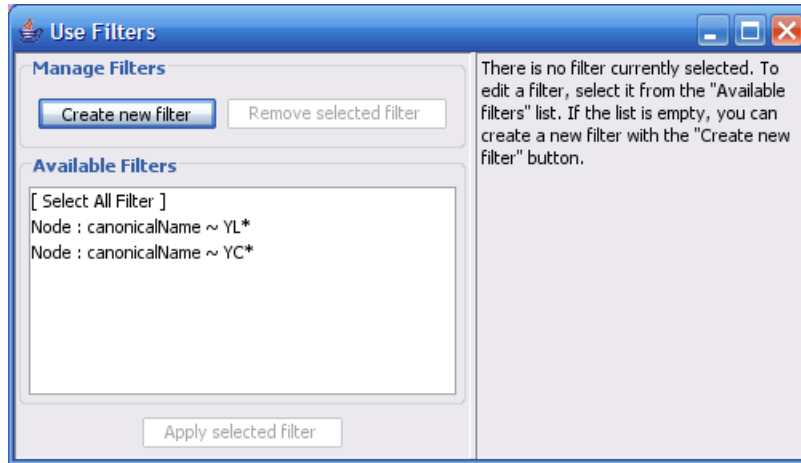 Use Filters
Manage Filters
Create new filter
Remove selected filter
Available Filters
[ Select All Filter ]
Node : canonicalName ~ YL*
Node : canonicalName ~ YC*
Apply selected filter
There is no filter currently selected. To
edit a filter, select it from the "Available
filters" list. If the list is empty, you can
create a new filter with the "Create new
filter" button.